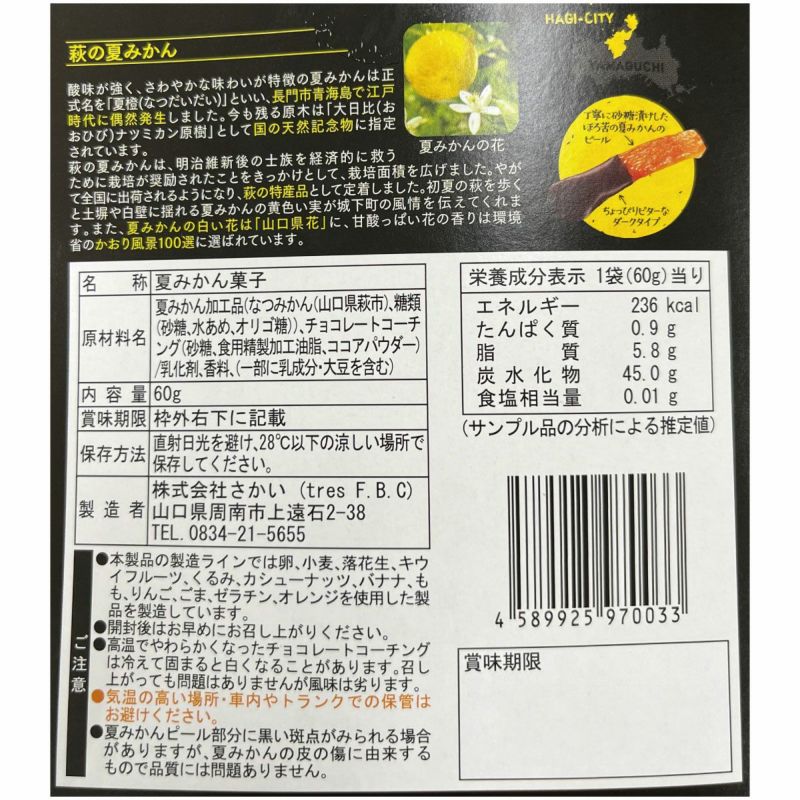 HAGI-CITY
YAMAGUCHI
萩の夏みかん
酸味が強く、さわやかな味わいが特徴の夏みかんは正
式名を「夏橙(なつだいだい)」といい、長門市青海島で江戸
時代に偶然発生しました。今も残る原木は「大日比(お
おひび)ナツミカン原樹」として国の天然記念物に指定
されています。
萩の夏みかんは、明治維新後の士族を経済的に救う
ために栽培が奨励されたことをきっかけとして、栽培面積を広げました。やが
て全国に出荷されるようになり、萩の特産品として定着しました。初夏の萩を歩く
と土塀や白壁に揺れる夏みかんの黄色い実が城下町の風情を伝えてくれま
す。また、夏みかんの白い花は「山口県花」に、甘酸っぱい花の香りは環境
省のかおり風景100選に選ばれています。
夏みかんの花
丁寧に砂糖漬けした
ほろ苦の夏みかんの
ピール
ちょっぴりビターな
ダークタイプ
名 称 夏みかん菓子
原材料名 夏みかん加工品(なつみかん(山口県萩市)、糖類
(砂糖、水あめ、オリゴ糖))、チョコレートコーチ
ング(砂糖、食用精製加工油脂、ココアパウダー)
/乳化剤、香料、(一部に乳成分・大豆を含む)
内 容 量 60g
賞味期限 枠外右下に記載
保存方法 直射日光を避け、28℃以下の涼しい場所で
保存してください。
製 造 者 株式会社さかい (tres F.B.C)
山口県周南市上遠石2-38
TEL. 0834-21-5655
栄養成分表示 1袋(60g)当り
エネルギー 236 kcal
たんぱく質 0.9 g
脂 質 5.8 g
炭 水 化 物 45.0 g
食塩相当量 0.01 g
(サンプル品の分析による推定値)
4 589925 970033
賞味期限
ご注意
●本製品の製造ラインでは卵、小麦、落花生、キウ
イフルーツ、くるみ、カシューナッツ、バナナ、も
も、りんご、ごま、ゼラチン、オレンジを使用した製
品を製造しています。
●開封後はお早めにお召し上がりください。
●高温でやわらかくなったチョコレートコーチング
は冷えて固まると白くなることがあります。召し
上がっても問題はありませんが風味は劣ります。
●気温の高い場所・車内やトランクでの保管は
お避けください。
●夏みかんピール部分に黒い斑点がみられる場合
がありますが、夏みかんの皮の傷に由来する
もので品質には問題ありません。